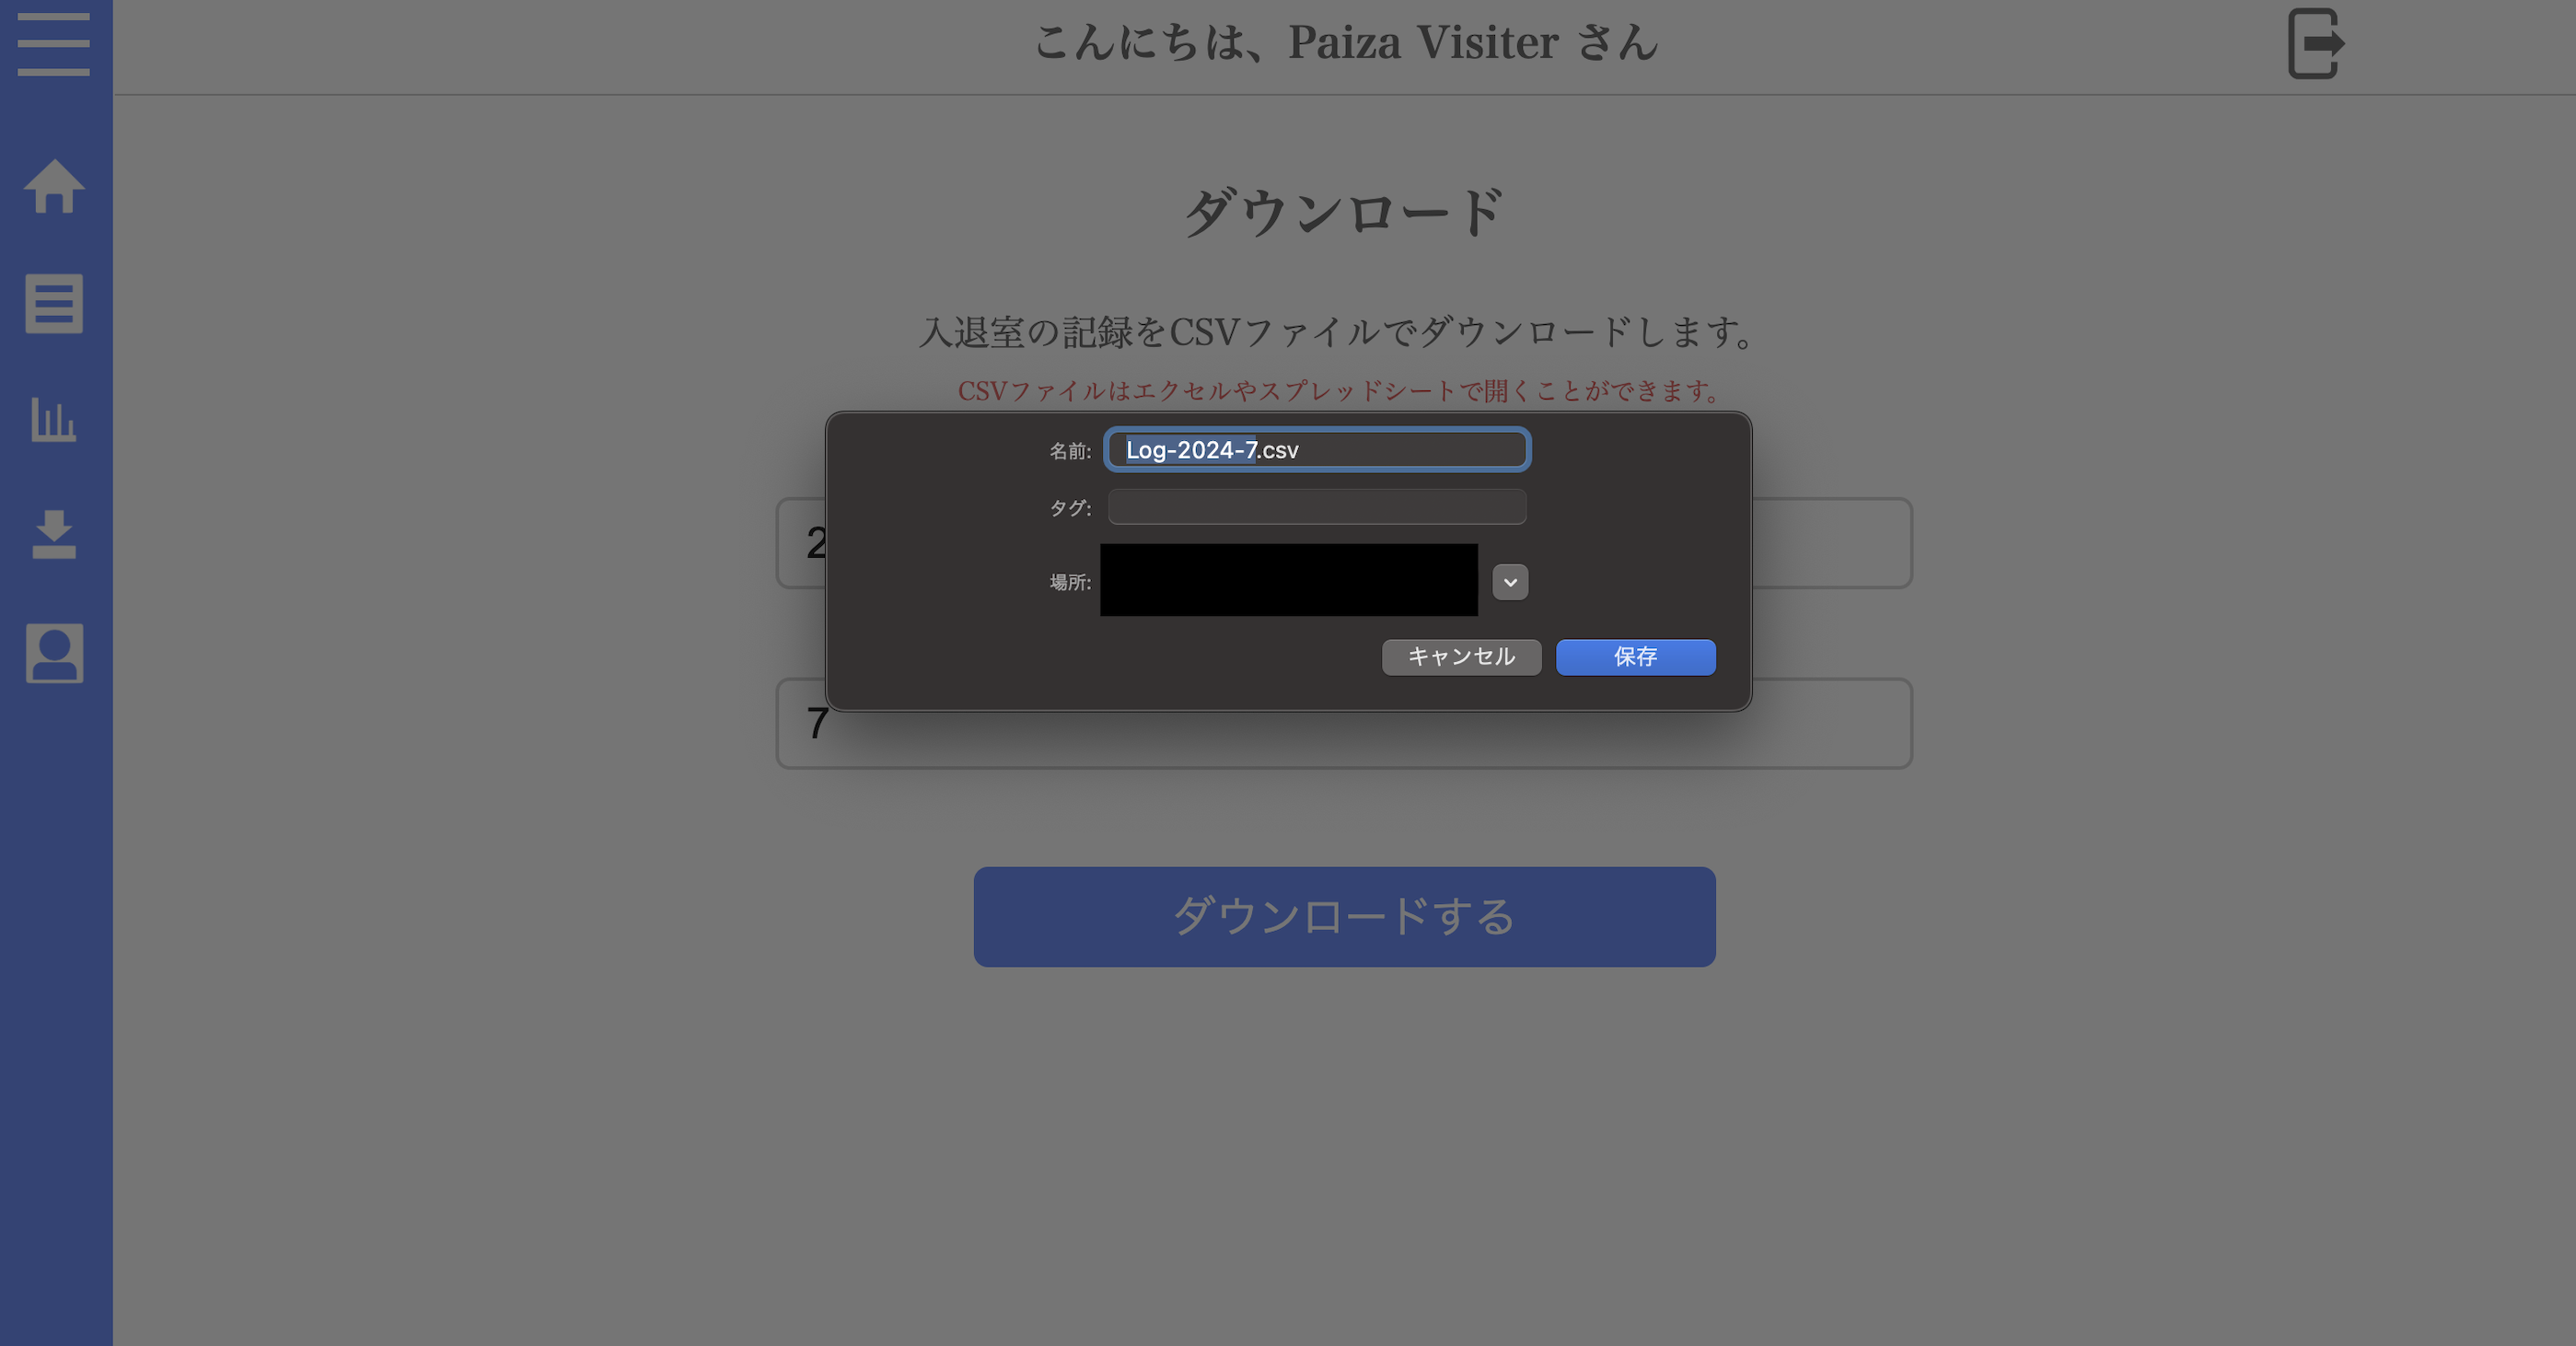 こんにちは、Paiza Visiter さん
ダウンロード
入退室の記録をCSVファイルでダウンロードします。
CSVファイルはエクセルやスプレッドシートで開くことができます。
名前: Log-2024-7.csv
タグ:
場所:
キャンセル 保存
2
7
ダウンロードする